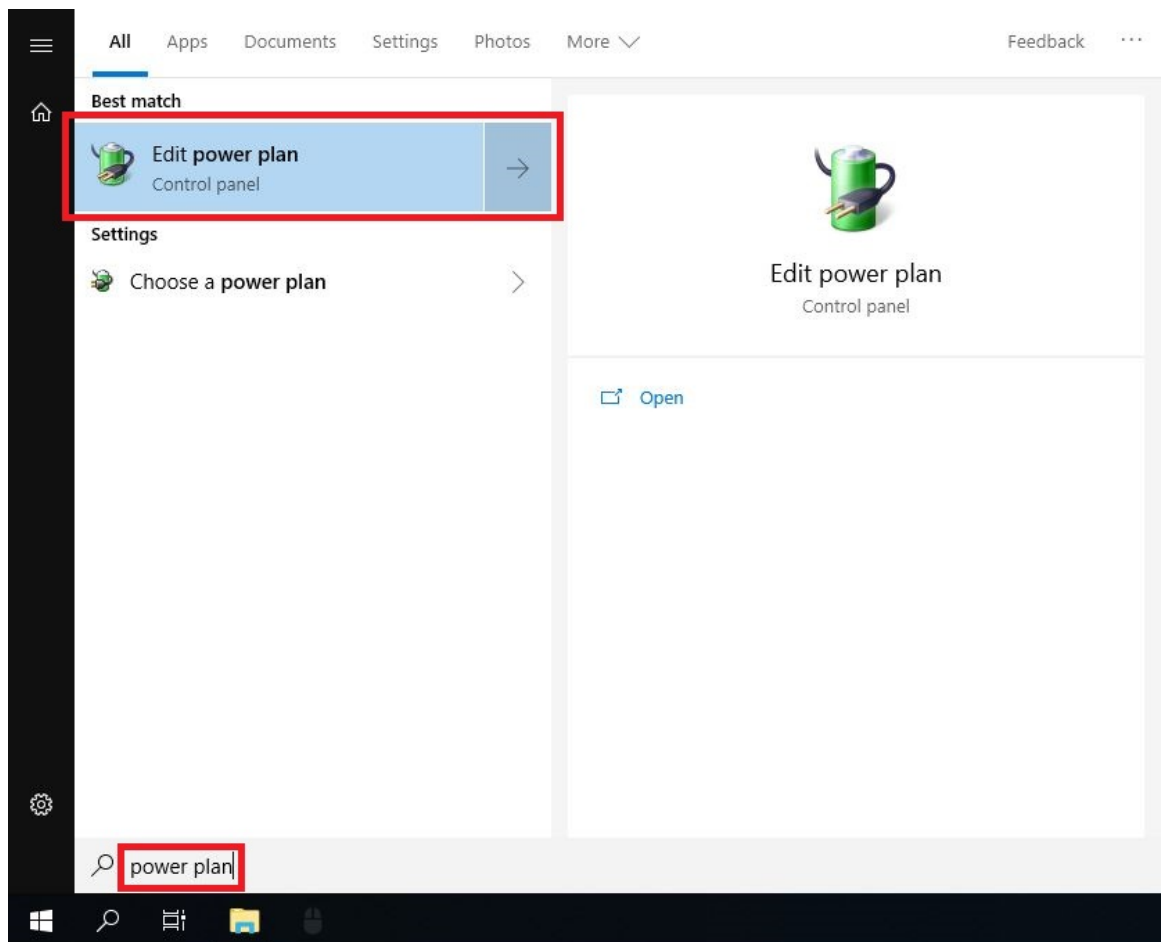 All Apps Documents Settings Photos More Feedback ...
Best match
Edit power plan
Control panel
Settings
Choose a power plan
Edit power plan
Control panel
Open
power plan